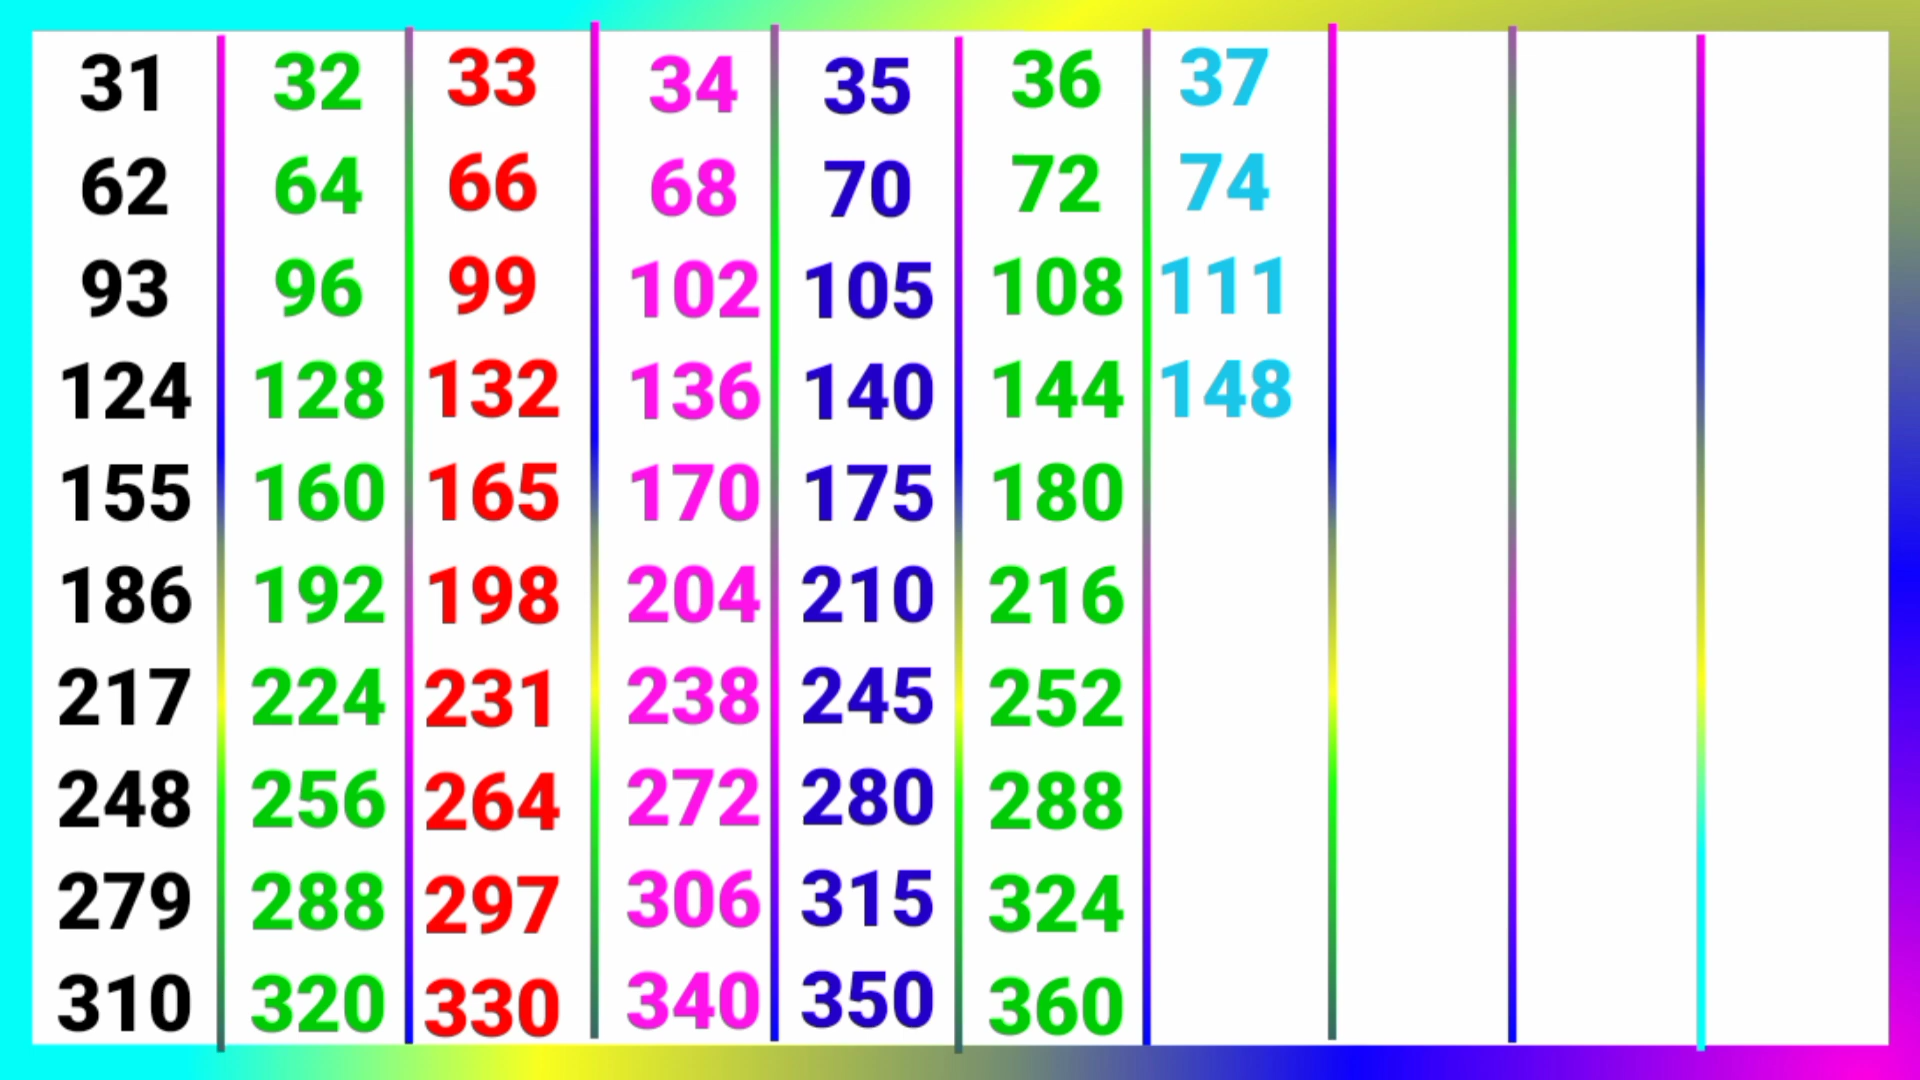 31 32 33 34 35 36 37
62 64 66 68 70 72 74
93 96 99 102 105 108 111
124 128 132 136 140 144 148
155 160 165 170 175 180
186 192 198 204 210 216
217 224 231 238 245 252
248 256 264 272 280 288
279 288 297 306 315 324
310 320 330 340 350 360